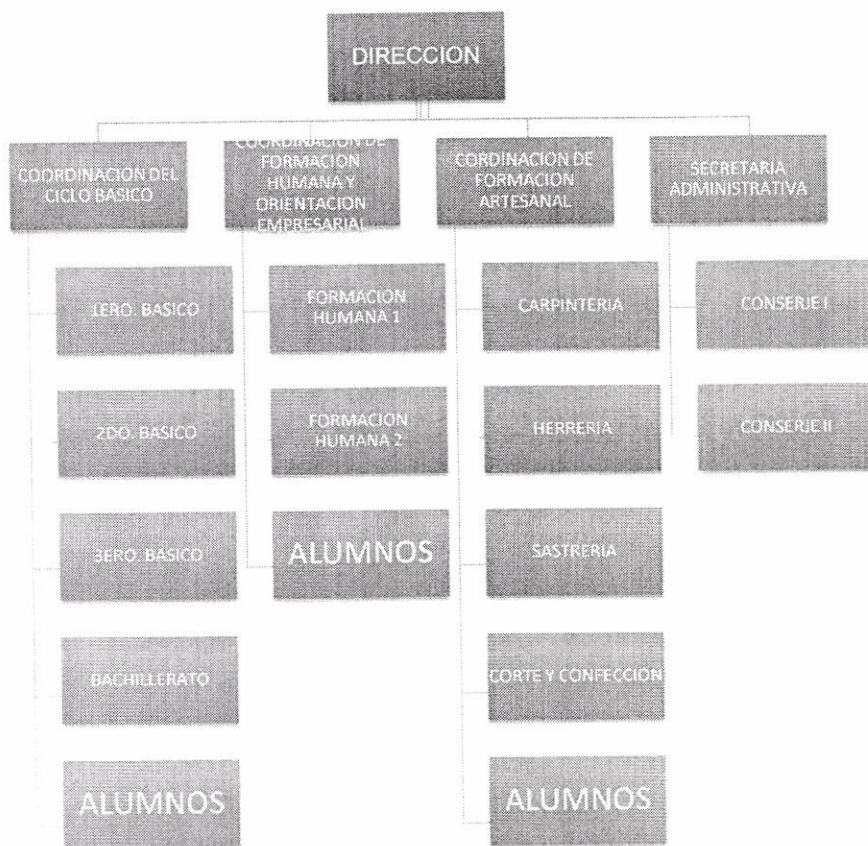 DIRECCION
COORDINACION DEL
CICLO BASICO
COORDINACION DE
FORMACION
HUMANA Y
ORIENTACION
EMPRESARIAL
CORDINACION DE
FORMACION
ARTESANAL
SECRETARIA
ADMINISTRATIVA
1ERO. BASICO
2DO. BASICO
3ERO. BASICO
BACHILLERATO
ALUMNOS
FORMACION
HUMANA 1
FORMACION
HUMANA 2
ALUMNOS
CARPINTERIA
HERRERIA
SASTRERIA
CORTE Y CONFECCION
ALUMNOS
CONSERJE I
CONSERJE II